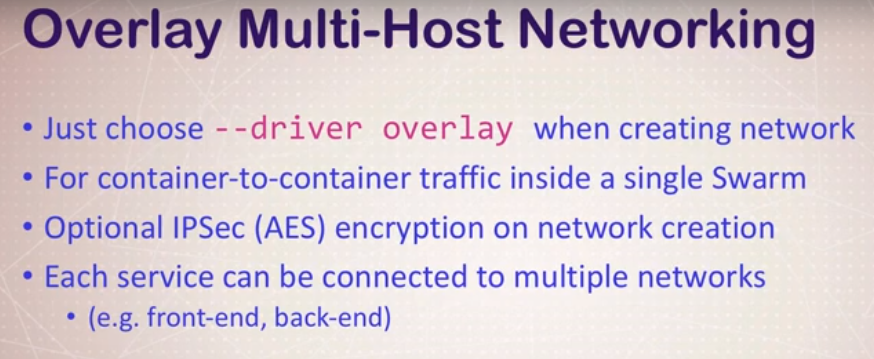 Overlay Multi-Host Networking
• Just choose --driver overlay when creating network
• For container-to-container traffic inside a single Swarm
• Optional IPSec (AES) encryption on network creation
• Each service can be connected to multiple networks
• (e.g. front-end, back-end)